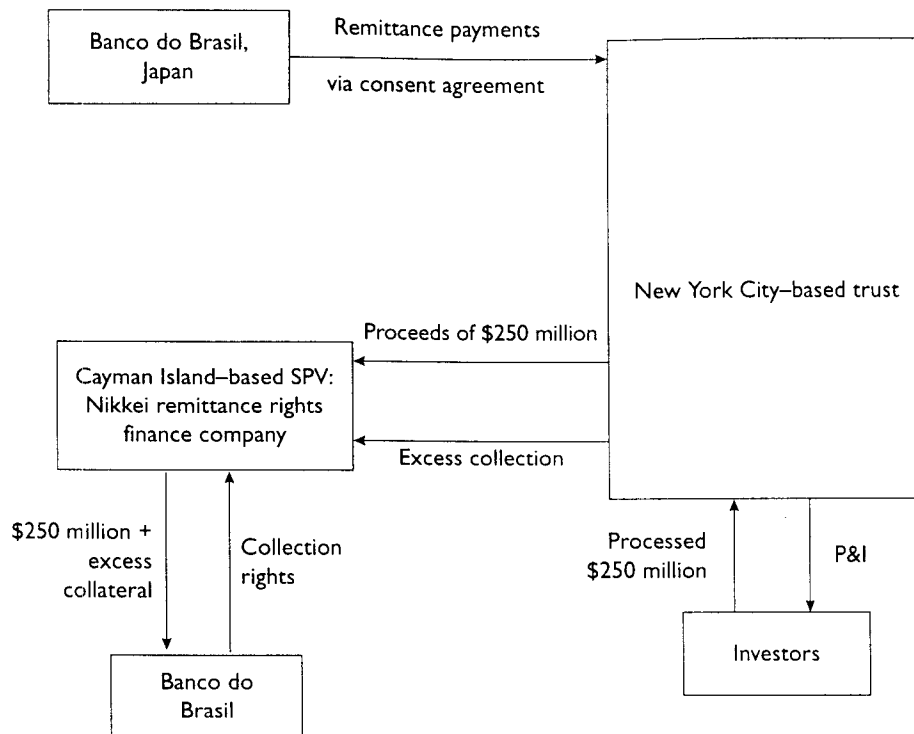 Banco do Brasil,
Japan
Remittance payments
via consent agreement
New York City–based trust
Proceeds of $250 million
Cayman Island–based SPV:
Nikkei remittance rights
finance company
Excess collection
$250 million +
excess
collateral
Collection
rights
Processed
$250 million
P&I
Banco do
Brasil
Investors